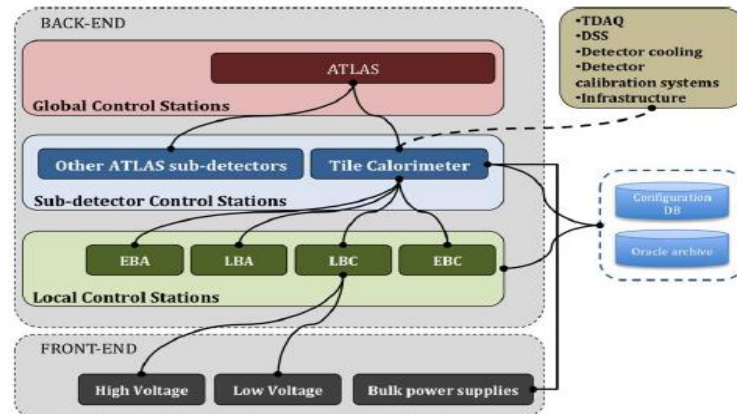 BACK-END
ATLAS
Global Control Stations
Other ATLAS sub-detectors
Tile Calorimeter
Sub-detector Control Stations
EBA
LBA
LBC
EBC
Local Control Stations
FRONT-END
High Voltage
Low Voltage
Bulk power supplies
•TDAQ
•DSS
•Detector cooling
•Detector
calibration systems
•Infrastructure
Configuration
DB
Oracle archive